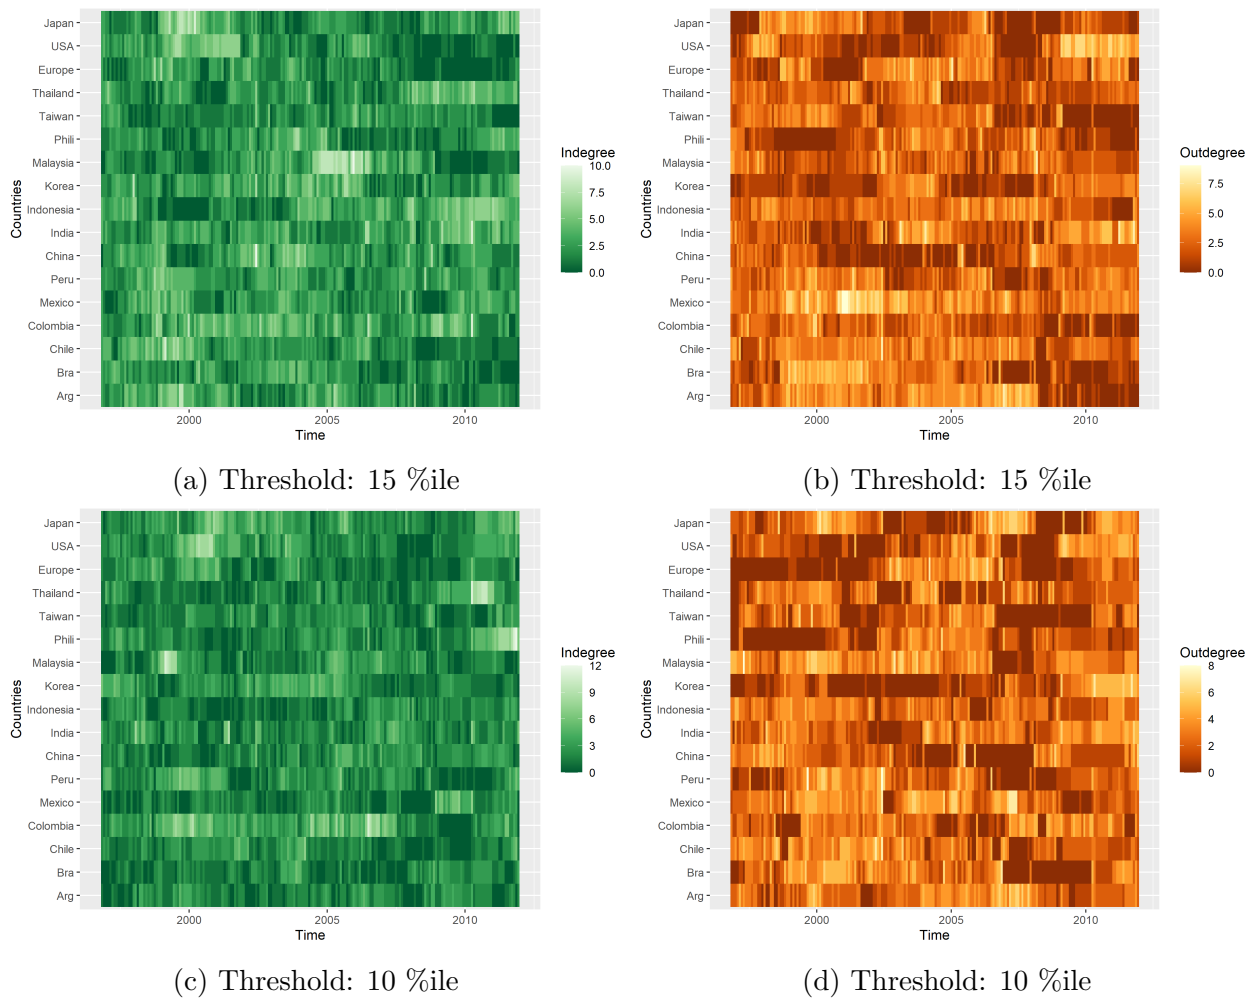 Countries
Japan
USA
Europe
Thailand
Taiwan
Phili
Malaysia
Korea
Indonesia
India
China
Peru
Mexico
Colombia
Chile
Bra
Arg
2000 2005 2010
Time
Indegree
10.0
7.5
5.0
2.5
0.0
(a) Threshold: 15 %ile
Countries
Japan
USA
Europe
Thailand
Taiwan
Phili
Malaysia
Korea
Indonesia
India
China
Peru
Mexico
Colombia
Chile
Bra
Arg
2000 2005 2010
Time
Outdegree
7.5
5.0
2.5
0.0
(b) Threshold: 15 %ile
Countries
Japan
USA
Europe
Thailand
Taiwan
Phili
Malaysia
Korea
Indonesia
India
China
Peru
Mexico
Colombia
Chile
Bra
Arg
2000 2005 2010
Time
Indegree
12
9
6
3
0
(c) Threshold: 10 %ile
Countries
Japan
USA
Europe
Thailand
Taiwan
Phili
Malaysia
Korea
Indonesia
India
China
Peru
Mexico
Colombia
Chile
Bra
Arg
2000 2005 2010
Time
Outdegree
8
6
4
2
0
(d) Threshold: 10 %ile